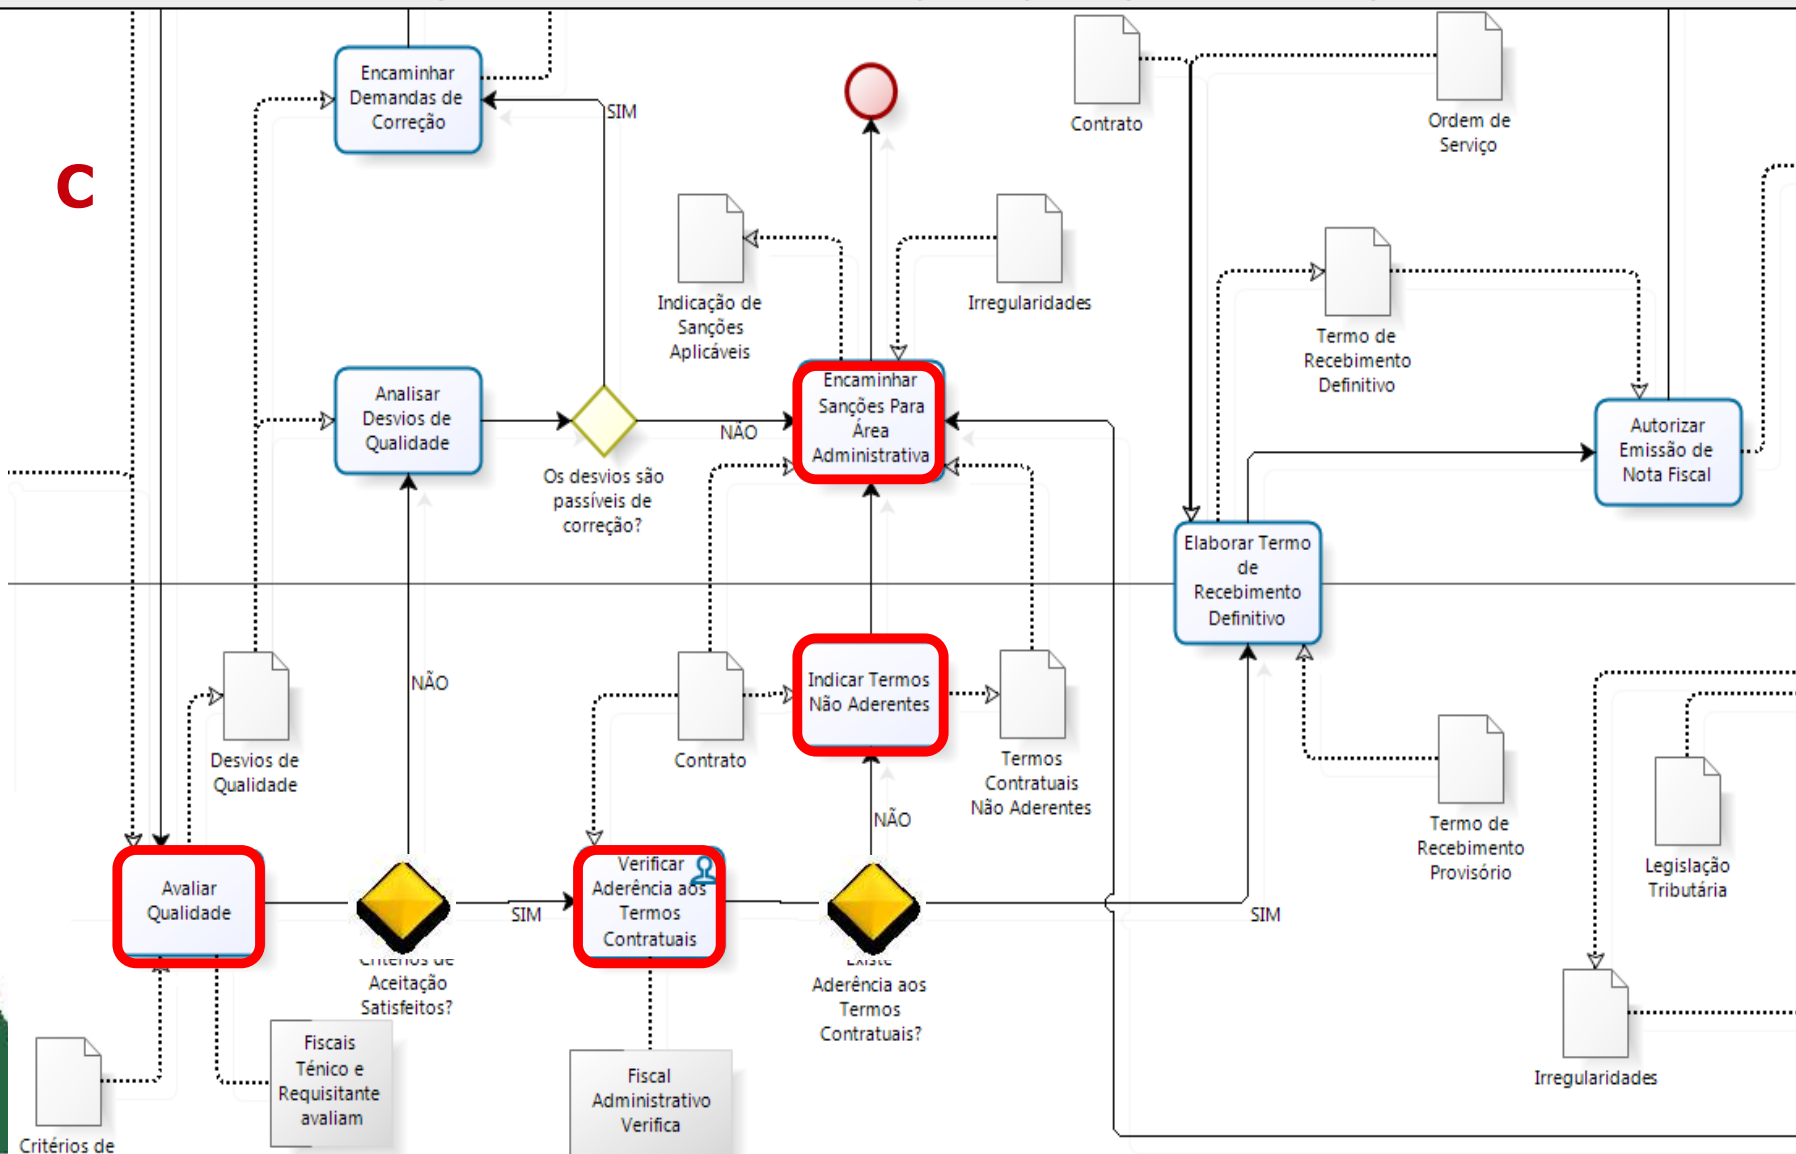 Encaminhar
Demandas de
Correção
SIM
C
Contrato
Ordem de
Serviço
Indicação de
Sanções
Aplicáveis
Irregularidades
Termo de
Recebimento
Definitivo
Analisar
Desvios de
Qualidade
NÃO
Os desvios são
passíveis de
correção?
Encaminhar
Sanções Para
Área
Administrativa
Autorizar
Emissão de
Nota Fiscal
Elaborar Termo
de
Recebimento
Definitivo
NÃO
Desvios de
Qualidade
Contrato
Indicar Termos
Não Aderentes
Termos
Contratuais
Não Aderentes
NÃO
Termo de
Recebimento
Provisório
Legislação
Tributária
Avaliar
Qualidade
SIM
Verificar
Aderência aos
Termos
Contratuais
SIM
Critérios de
Aceitação
Satisfeitos?
Existe
Aderência aos
Termos
Contratuais?
Fiscais
Ténico e
Requisitante
avaliam
Fiscal
Administrativo
Verifica
Irregularidades
Critérios de